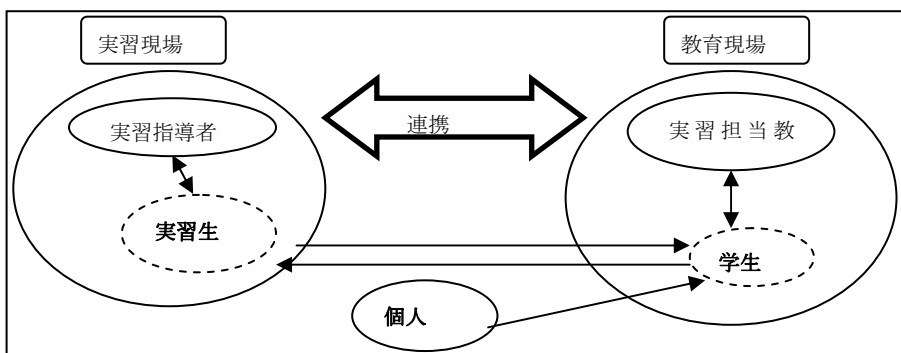 実習現場
教育現場
実習指導者
連携
実習担当教
実習生
学生
個人